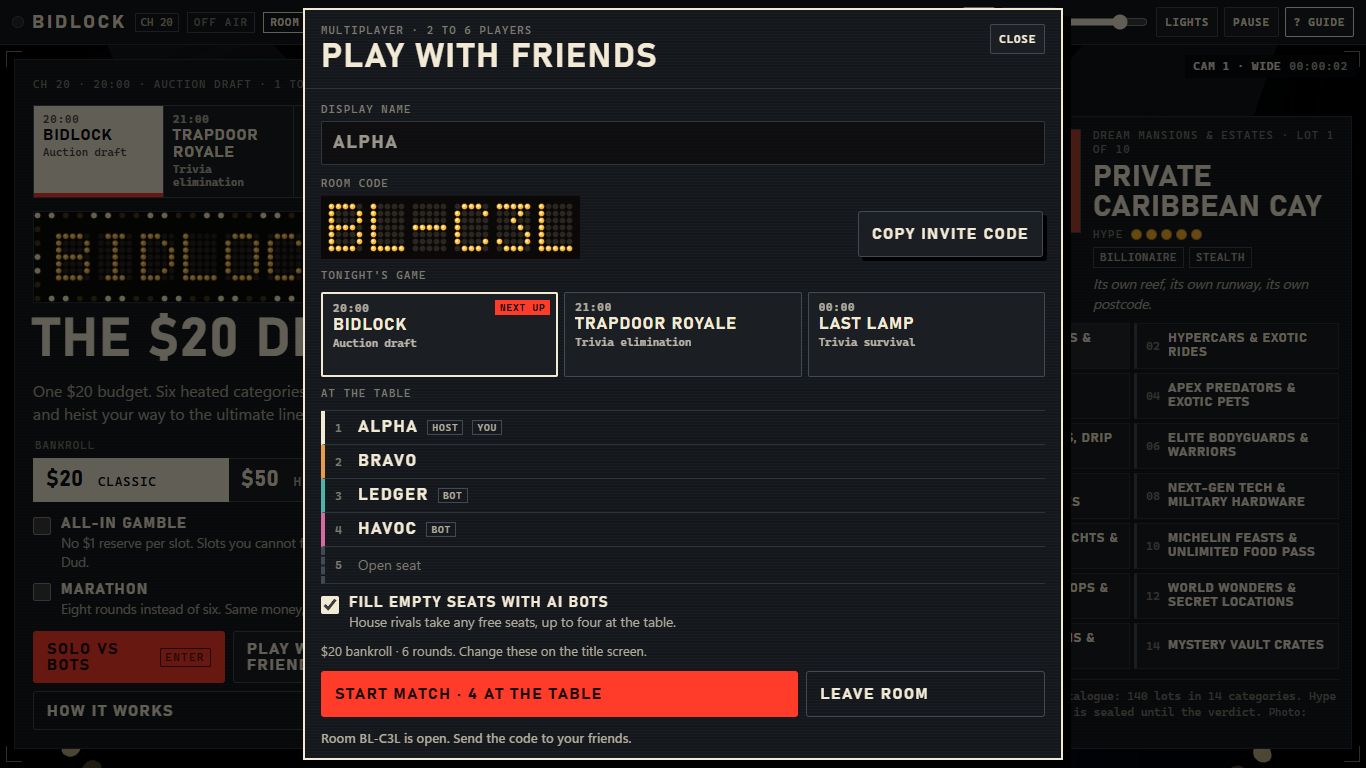 BIDLOCK CH 20 OFF AIR ROOM
LIGHTS PAUSE ? GUIDE
CAM 1 · WIDE 00:00:02
CH 20 · 20:00 · AUCTION DRAFT · 1 TO
20:00
BIDLOCK
Auction draft
21:00
TRAPDOOR
ROYALE
Trivia
elimination
BIDLOC
THE $20 D
One $20 budget. Six heated categories
and heist your way to the ultimate line
BANKROLL
$20 CLASSIC
$50 H
ALL-IN GAMBLE
No $1 reserve per slot. Slots you cannot f
Dud.
MARATHON
Eight rounds instead of six. Same money
SOLO VS
BOTS
ENTER
PLAY W
FRIEN
HOW IT WORKS
MULTIPLAYER · 2 TO 6 PLAYERS
PLAY WITH FRIENDS
CLOSE
DISPLAY NAME
ALPHA
ROOM CODE
BL-C3L
COPY INVITE CODE
TONIGHT'S GAME
20:00
NEXT UP
BIDLOCK
Auction draft
21:00
TRAPDOOR ROYALE
Trivia elimination
00:00
LAST LAMP
Trivia survival
AT THE TABLE
1 ALPHA HOST YOU
2 BRAVO
3 LEDGER BOT
4 HAVOC BOT
5 Open seat
FILL EMPTY SEATS WITH AI BOTS
House rivals take any free seats, up to four at the table.
$20 bankroll · 6 rounds. Change these on the title screen.
START MATCH · 4 AT THE TABLE
LEAVE ROOM
Room BL-C3L is open. Send the code to your friends.
DREAM MANSIONS & ESTATES · LOT 1
OF 10
PRIVATE
CARIBBEAN CAY
HYPE
BILLIONAIRE STEALTH
Its own reef, its own runway, its own
postcode.
S &
02 HYPERCARS & EXOTIC
RIDES
04 APEX PREDATORS &
EXOTIC PETS
, DRIP
06 ELITE BODYGUARDS &
WARRIORS
S
08 NEXT-GEN TECH &
MILITARY HARDWARE
CHTS &
10 MICHELIN FEASTS &
UNLIMITED FOOD PASS
OPS &
12 WORLD WONDERS &
SECRET LOCATIONS
S &
14 MYSTERY VAULT CRATES
atalogue: 140 lots in 14 categories. Hype
is sealed until the verdict. Photo: